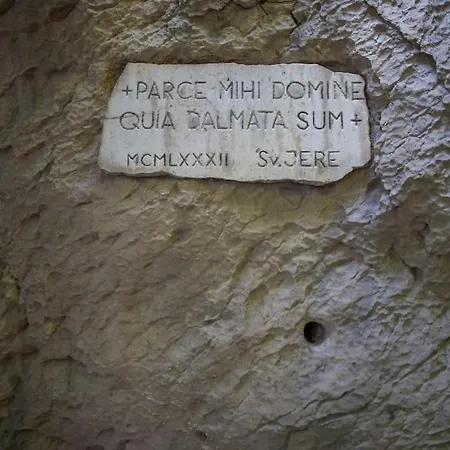 +PARCE MIHI DOMINE
QUIA DALMATA SUM+
MCMLXXXII SV.JERE